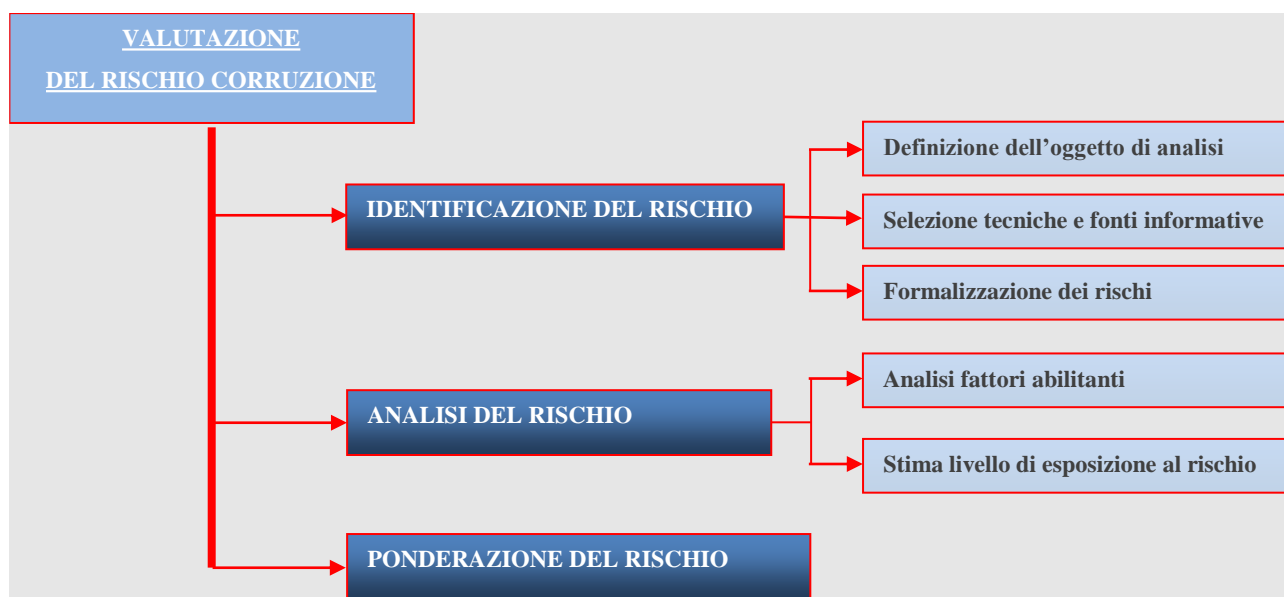 VALUTAZIONE
DEL RISCHIO CORRUZIONE
IDENTIFICAZIONE DEL RISCHIO
Definizione dell’oggetto di analisi
Selezione tecniche e fonti informative
Formalizzazione dei rischi
ANALISI DEL RISCHIO
Analisi fattori abilitanti
Stima livello di esposizione al rischio
PONDERAZIONE DEL RISCHIO